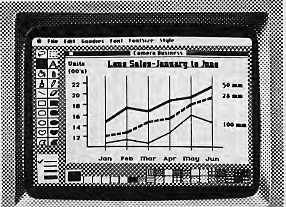 File Edit Goodies Font FontSize Style
Camera Business
Units
(00's)
Lens Sales-January to June
22
20
18
16
14
12
50 mm
28 mm
100 mm
Jan Feb Mar Apr May Jun